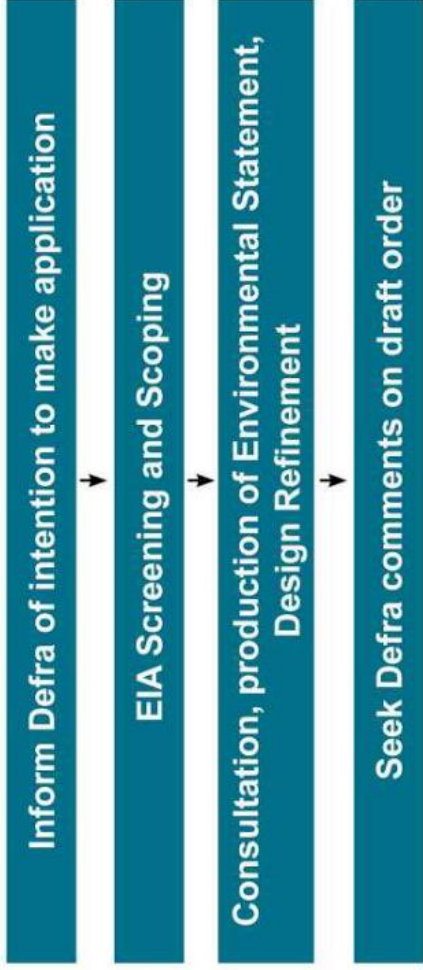 Inform Defra of intention to make application
EIA Screening and Scoping
Consultation, production of Environmental Statement,
Design Refinement
Seek Defra comments on draft order